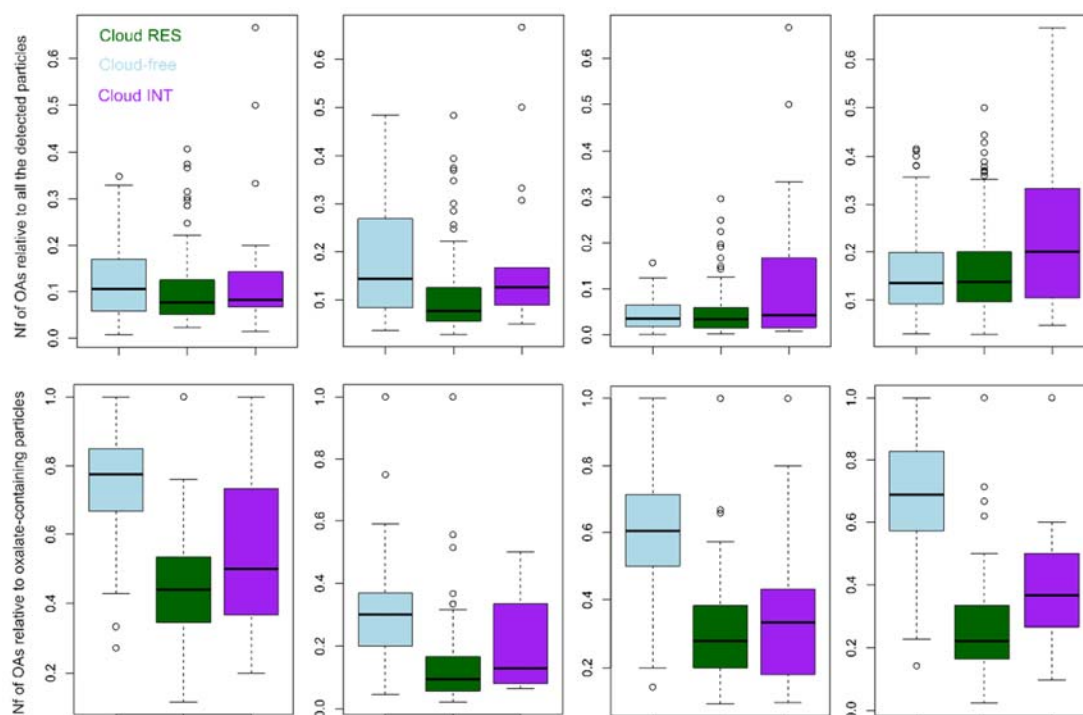 Nf of OAs relative to all the detected particles
Cloud RES
Cloud-free
Cloud INT
0.0 0.1 0.2 0.3 0.4 0.5 0.6
0.1 0.2 0.3 0.4 0.5 0.6
0.0 0.1 0.2 0.3 0.4 0.5 0.6
0.1 0.2 0.3 0.4 0.5 0.6
Nf of OAs relative to oxalate-containing particles
0.2 0.4 0.6 0.8 1.0
0.0 0.2 0.4 0.6 0.8 1.0
0.2 0.4 0.6 0.8 1.0
0.0 0.2 0.4 0.6 0.8 1.0